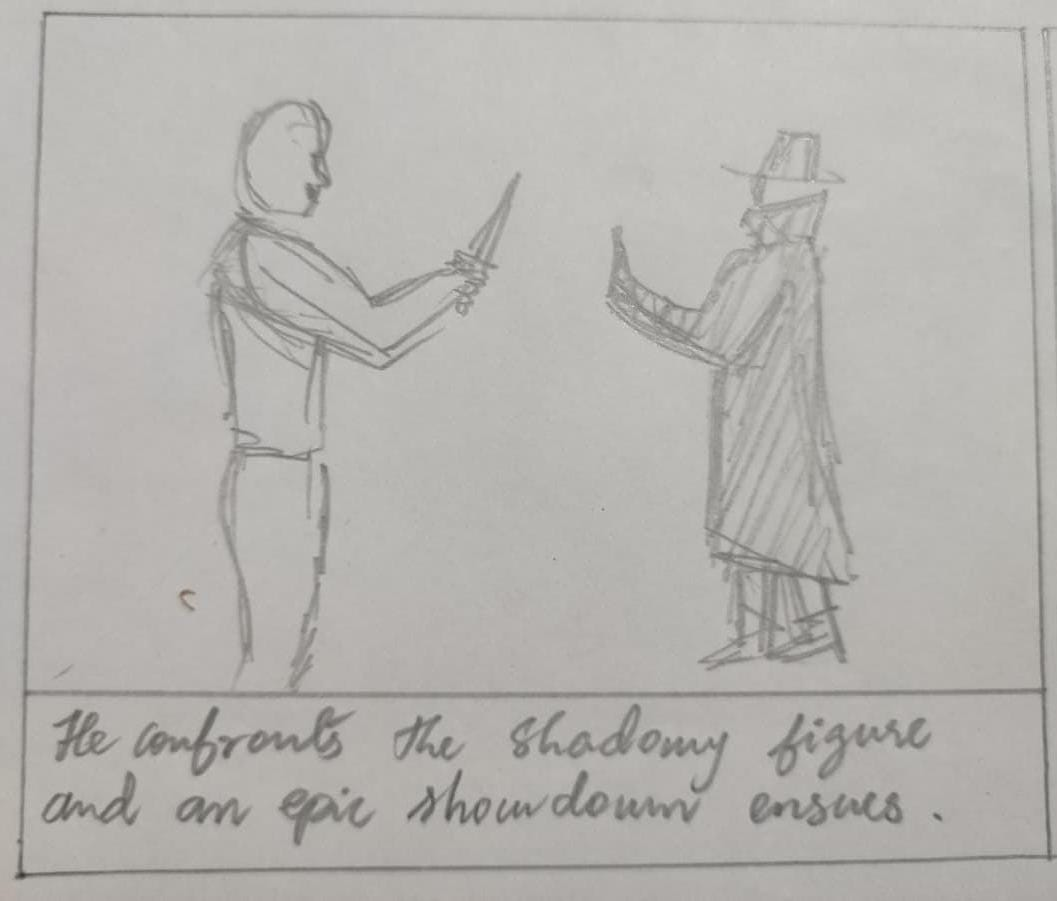 He confronts the shadowy figure
and an epic showdown ensues.